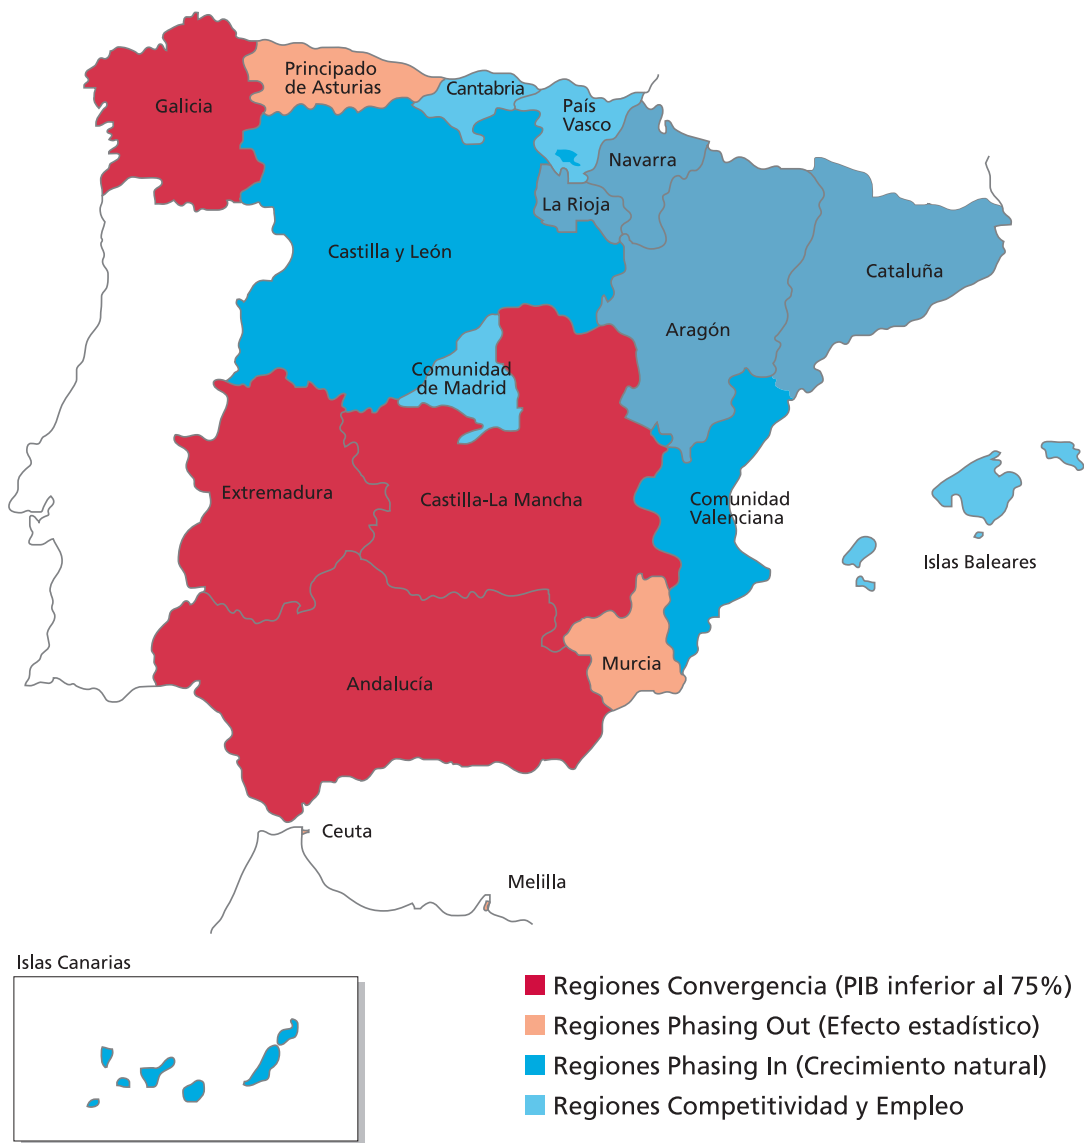 Principado
de Asturias
Cantabria
País
Vasco
Galicia
Navarra
La Rioja
Castilla y León
Cataluña
Aragón
Comunidad
de Madrid
Extremadura
Castilla-La Mancha
Comunidad
Valenciana
Islas Baleares
Murcia
Andalucía
Ceuta
Melilla
Islas Canarias
Regiones Convergencia (PIB inferior al 75%)
Regiones Phasing Out (Efecto estadístico)
Regiones Phasing In (Crecimiento natural)
Regiones Competitividad y Empleo